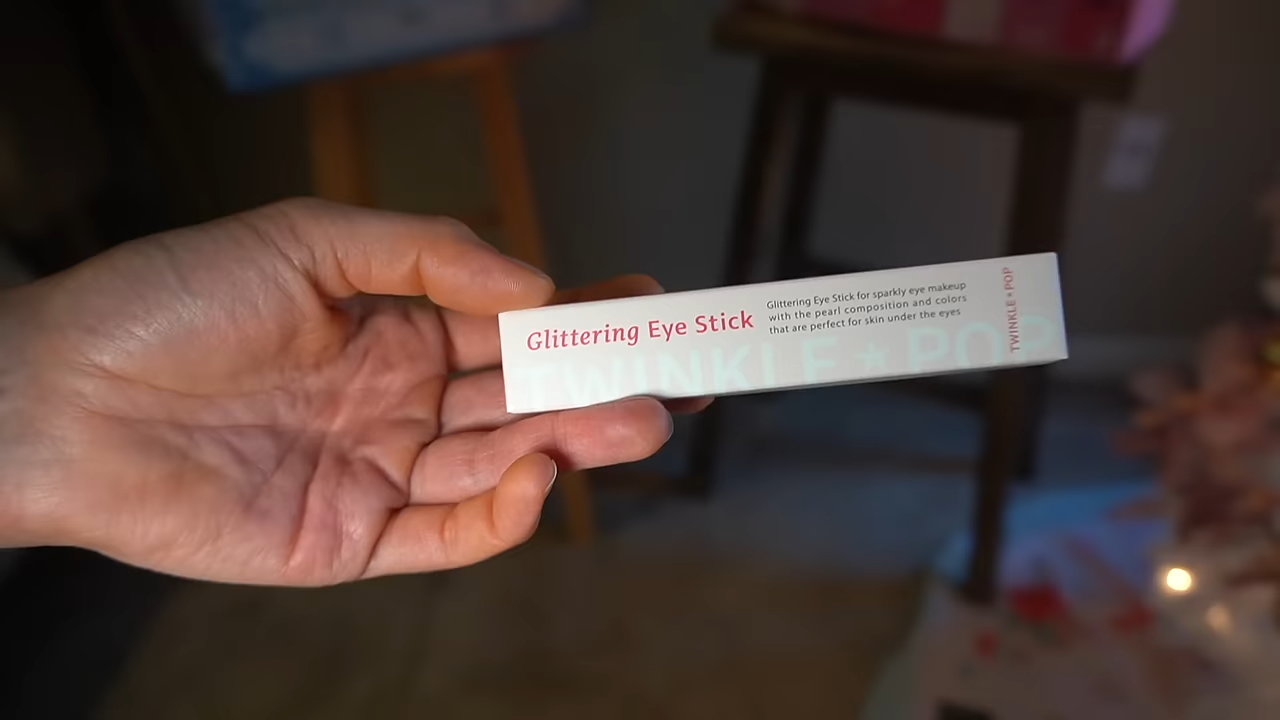 Glittering Eye Stick
Glittering Eye Stick for sparkly eye makeup
with the pearl composition and colors
that are perfect for skin under the eyes
TWINKLE★POP
TWINKLE★POP